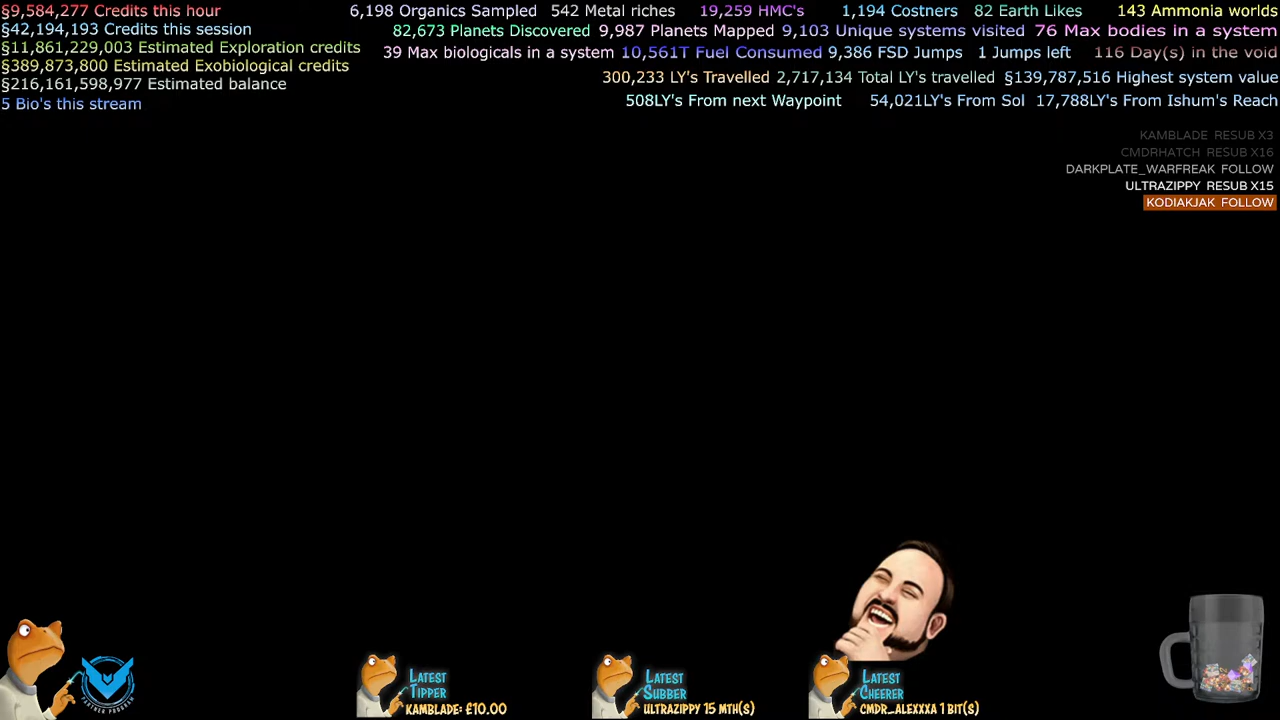 §9,584,277 Credits this hour
6,198 Organics Sampled 542 Metal riches 19,259 HMC's 1,194 Costners 82 Earth Likes 143 Ammonia worlds
§42,194,193 Credits this session
82,673 Planets Discovered 9,987 Planets Mapped 9,103 Unique systems visited 76 Max bodies in a system
§11,861,229,003 Estimated Exploration credits
39 Max biologicals in a system 10,561T Fuel Consumed 9,386 FSD Jumps 1 Jumps left 116 Day(s) in the void
§389,873,800 Estimated Exobiological credits
300,233 LY's Travelled 2,717,134 Total LY's travelled §139,787,516 Highest system value
§216,161,598,977 Estimated balance
508LY's From next Waypoint 54,021LY's From Sol 17,788LY's From Ishum's Reach
5 Bio's this stream
KAMBLADE RESUB X3
CMDRHATCH RESUB X16
DARKPLATE_WARFREAK FOLLOW
ULTRAZIPPY RESUB X15
KODIAKJAK FOLLOW
PARTNER PROGRAM
LATEST
TIPPER
KAMBLADE: £10.00
LATEST
SUBBER
ULTRAZIPPY 15 MTH(S)
LATEST
CHEERER
CMDR_ALEXXXA 1 BIT(S)